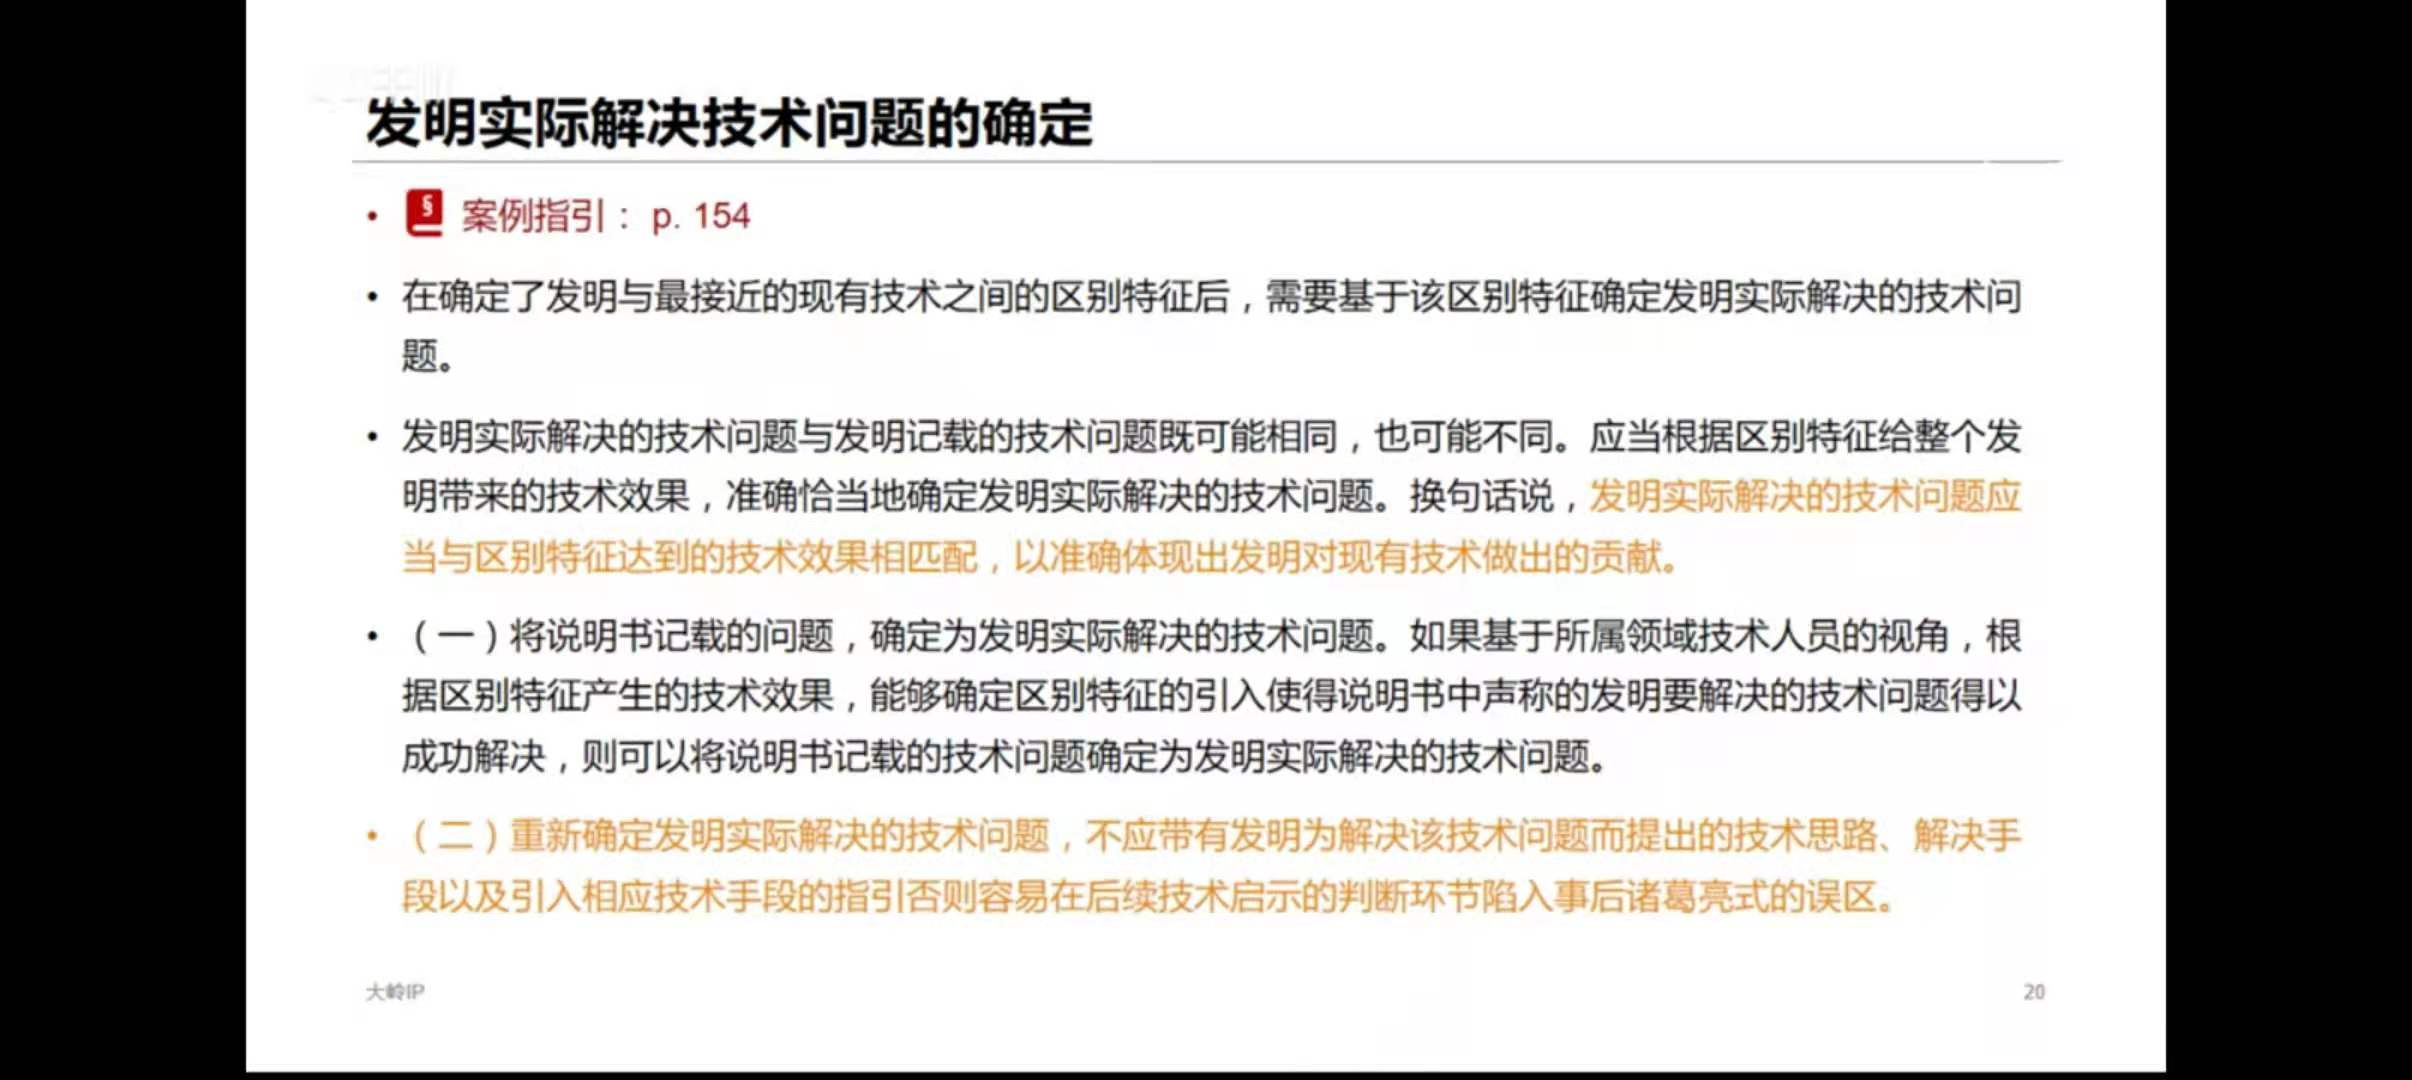 发明实际解决技术问题的确定
• § 案例指引： p. 154
• 在确定了发明与最接近的现有技术之间的区别特征后，需要基于该区别特征确定发明实际解决的技术问
题。
• 发明实际解决的技术问题与发明记载的技术问题既可能相同，也可能不同。应当根据区别特征给整个发
明带来的技术效果，准确恰当地确定发明实际解决的技术问题。换句话说，发明实际解决的技术问题应
当与区别特征达到的技术效果相匹配，以准确体现出发明对现有技术做出的贡献。
• （一）将说明书记载的问题，确定为发明实际解决的技术问题。如果基于所属领域技术人员的视角，根
据区别特征产生的技术效果，能够确定区别特征的引入使得说明书中声称的发明要解决的技术问题得以
成功解决，则可以将说明书记载的技术问题确定为发明实际解决的技术问题。
• （二）重新确定发明实际解决的技术问题，不应带有发明为解决该技术问题而提出的技术思路、解决手
段以及引入相应技术手段的指引否则容易在后续技术启示的判断环节陷入事后诸葛亮式的误区。
大岭IP
20